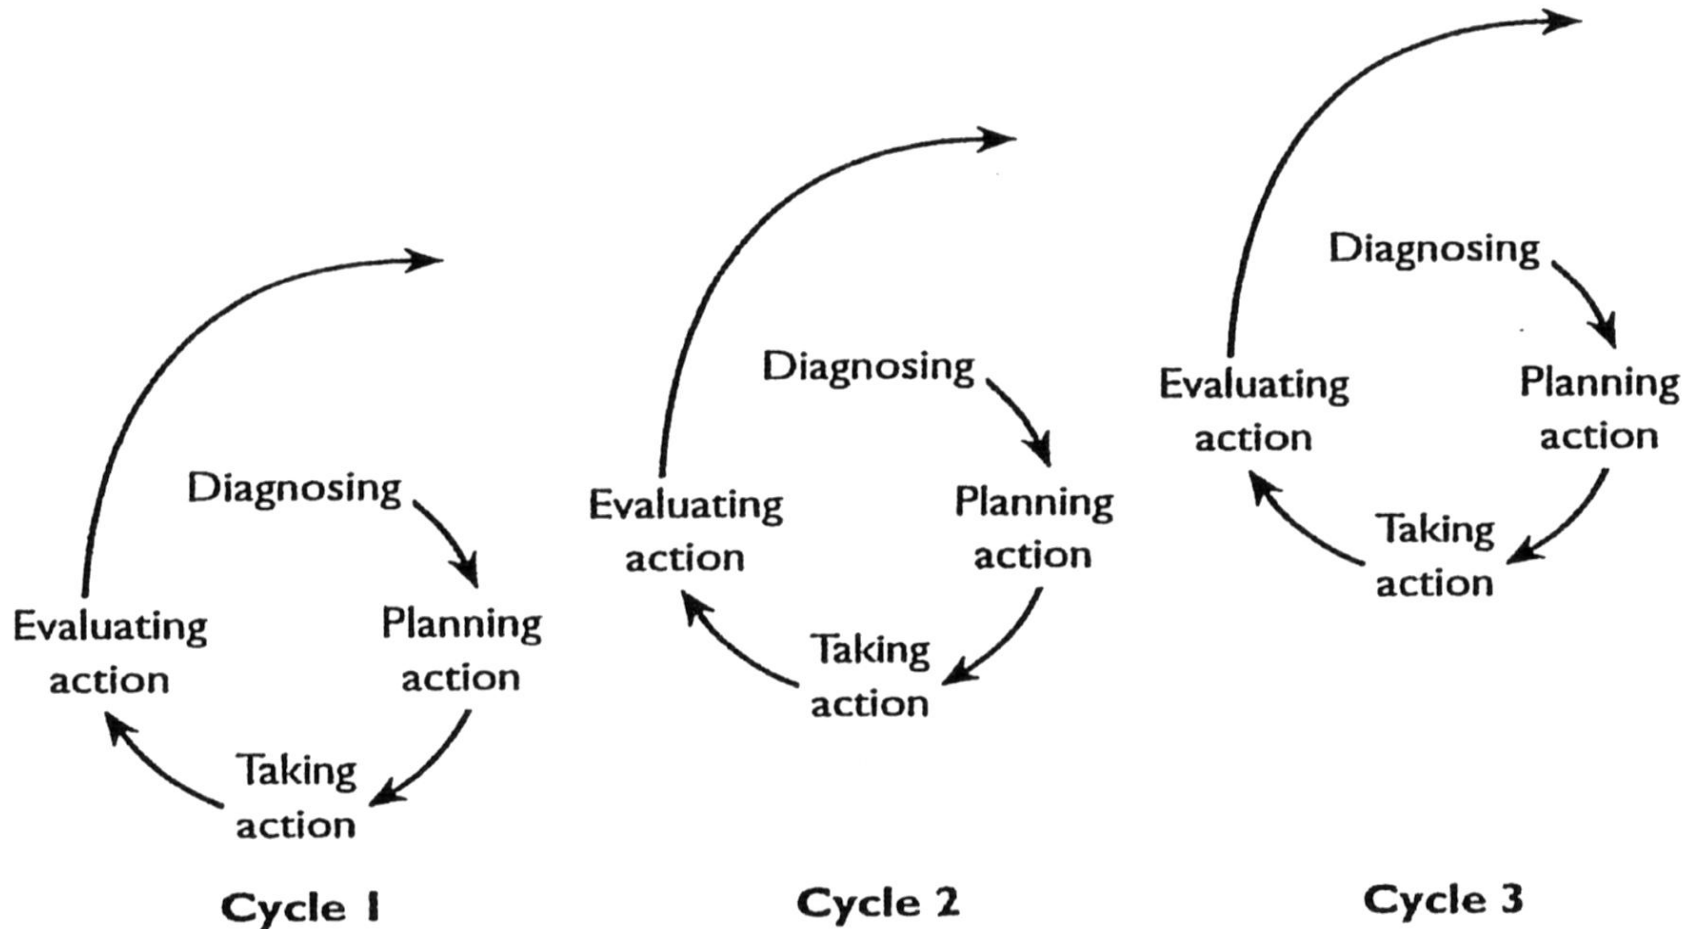 Diagnosing
Evaluating
action
Planning
action
Taking
action
Cycle 1
Diagnosing
Evaluating
action
Planning
action
Taking
action
Cycle 2
Diagnosing
Evaluating
action
Planning
action
Taking
action
Cycle 3